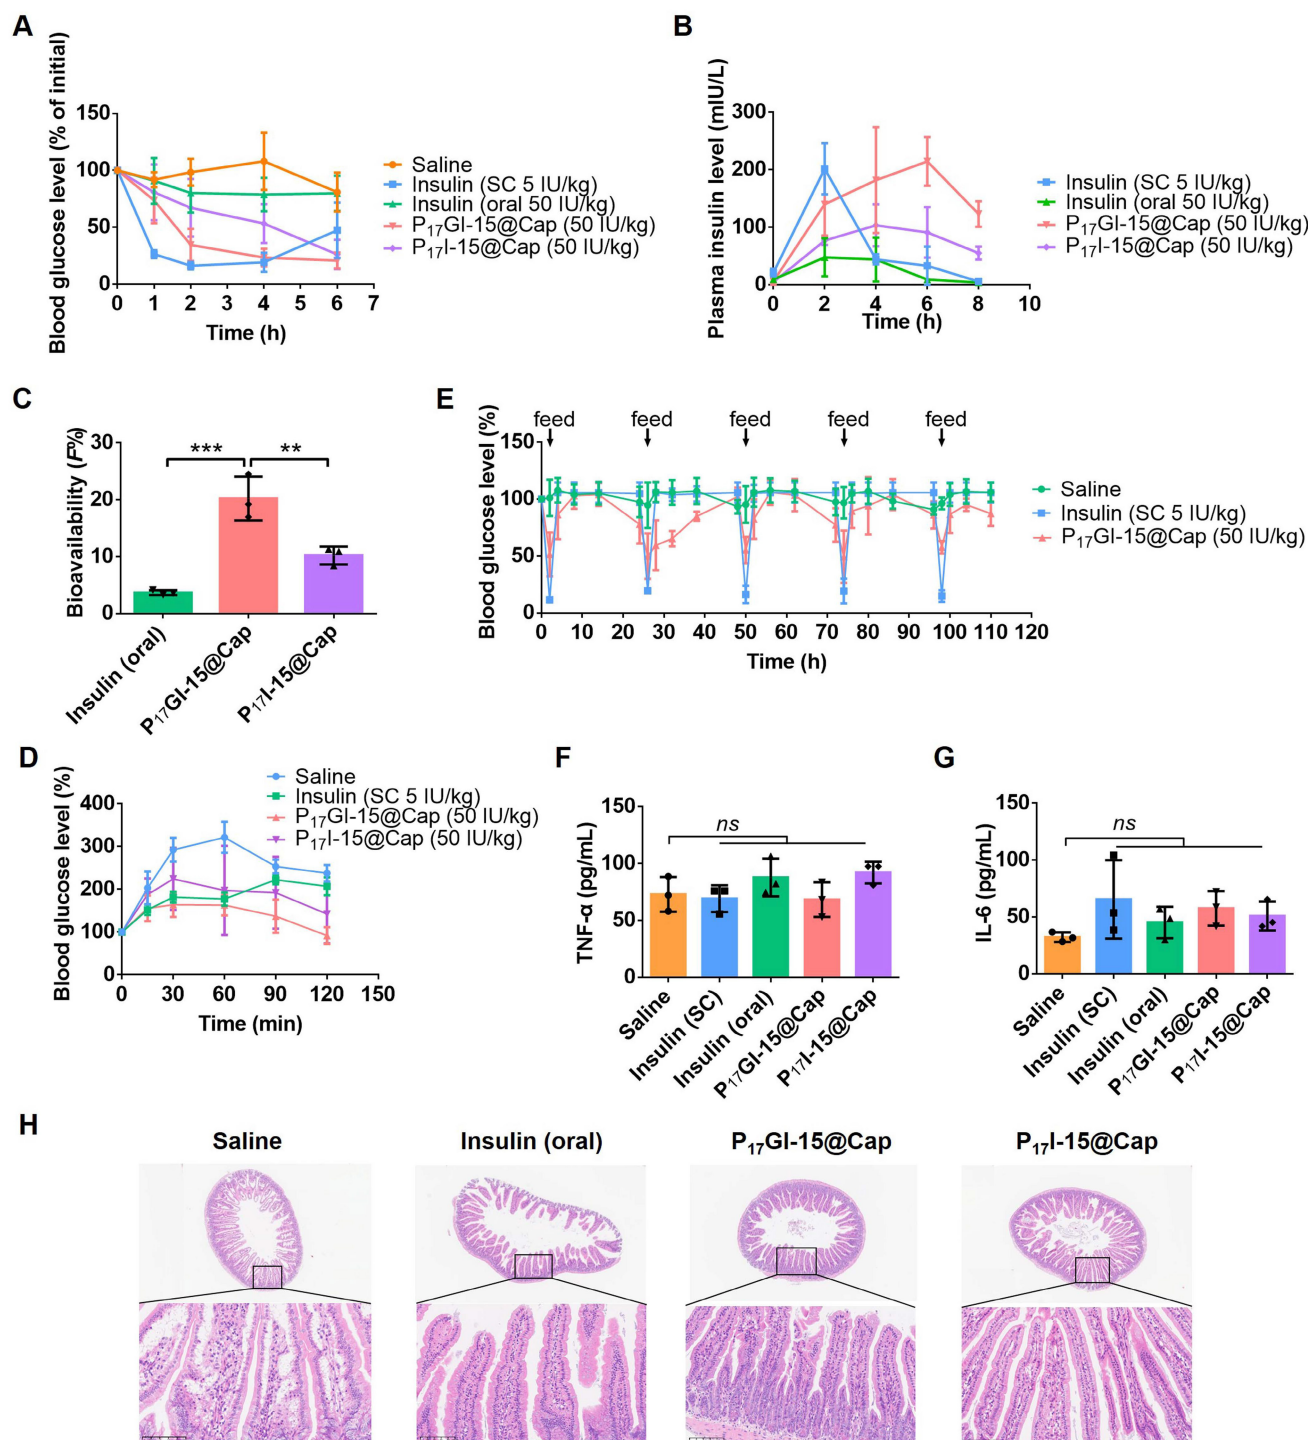 A
Blood glucose level (% of initial)
150
100
50
0
0 1 2 3 4 5 6 7
Time (h)
Saline
Insulin (SC 5 IU/kg)
Insulin (oral 50 IU/kg)
P₁₇GI-15@Cap (50 IU/kg)
P₁₇I-15@Cap (50 IU/kg)
B
Plasma insulin level (mIU/L)
300
200
100
0
0 2 4 6 8 10
Time (h)
Insulin (SC 5 IU/kg)
Insulin (oral 50 IU/kg)
P₁₇GI-15@Cap (50 IU/kg)
P₁₇I-15@Cap (50 IU/kg)
C
Bioavailability (F%)
30
20
10
0
*** **
Insulin (oral)
P₁₇GI-15@Cap
P₁₇I-15@Cap
E
feed feed feed feed feed
Blood glucose level (%)
150
100
50
0
0 10 20 30 40 50 60 70 80 90 100 110 120
Time (h)
Saline
Insulin (SC 5 IU/kg)
P₁₇GI-15@Cap (50 IU/kg)
D
Blood glucose level (%)
400
300
200
100
0
0 30 60 90 120 150
Time (min)
Saline
Insulin (SC 5 IU/kg)
P₁₇GI-15@Cap (50 IU/kg)
P₁₇I-15@Cap (50 IU/kg)
F
TNF-α (pg/mL)
150
100
50
0
ns
Saline
Insulin (SC)
Insulin (oral)
P₁₇GI-15@Cap
P₁₇I-15@Cap
G
IL-6 (pg/mL)
150
100
50
0
ns
Saline
Insulin (SC)
Insulin (oral)
P₁₇GI-15@Cap
P₁₇I-15@Cap
H
Saline Insulin (oral) P₁₇GI-15@Cap P₁₇I-15@Cap